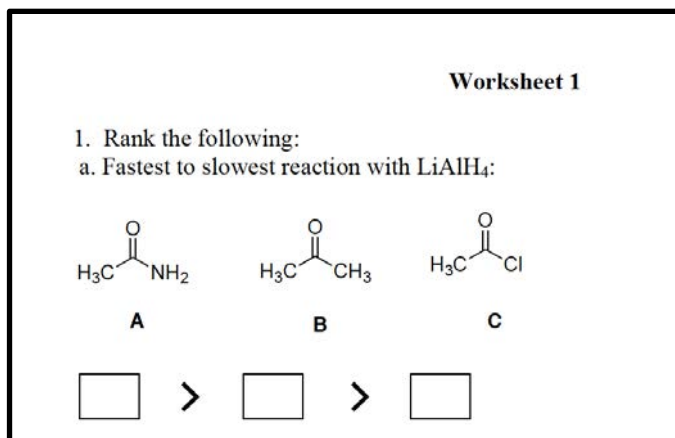 Worksheet 1
1. Rank the following:
a. Fastest to slowest reaction with LiAlH₄:
O O O
H₃C NH₂ H₃C CH₃ H₃C Cl
A B C
> >